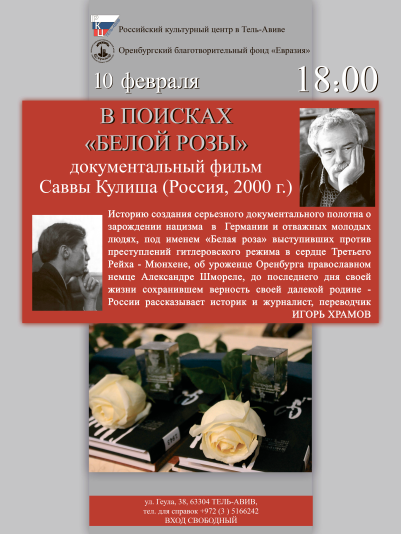 РКЦ
Российский культурный центр в Тель-Авиве
Оренбургский благотворительный фонд «Евразия»
10 февраля
18:00
В ПОИСКАХ
«БЕЛОЙ РОЗЫ»
документальный фильм
Саввы Кулиша (Россия, 2000 г.)
Историю создания серьезного документального полотна о
зарождении нацизма в Германии и отважных молодых
людях, под именем «Белая роза» выступивших против
преступлений гитлеровского режима в сердце Третьего
Рейха - Мюнхене, об уроженце Оренбурга православном
немце Александре Шмореле, до последнего дня своей
жизни сохранившем верность своей далекой родине -
России рассказывает историк и журналист, переводчик
ИГОРЬ ХРАМОВ
ул. Геула, 38, 63304 ТЕЛЬ-АВИВ,
тел. для справок +972 (3 ) 5166242
ВХОД СВОБОДНЫЙ